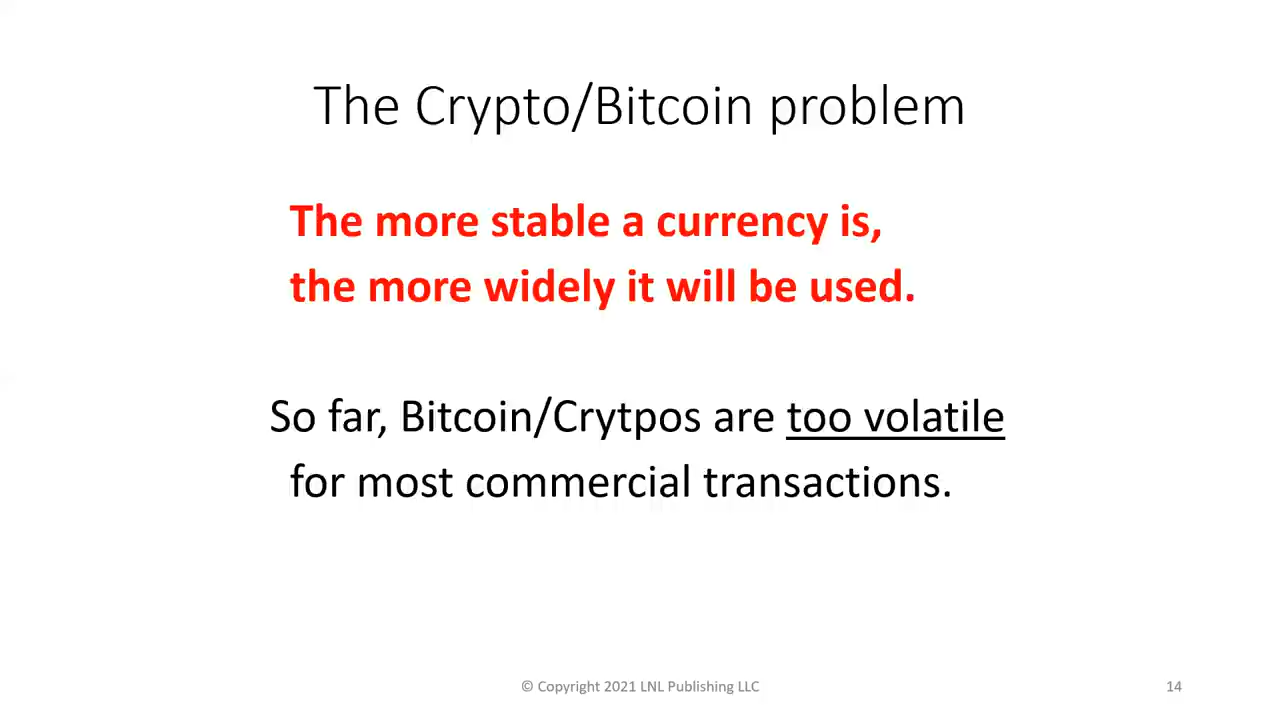 The Crypto/Bitcoin problem
The more stable a currency is,
the more widely it will be used.
So far, Bitcoin/Crytpos are too volatile
for most commercial transactions.
© Copyright 2021 LNL Publishing LLC
14